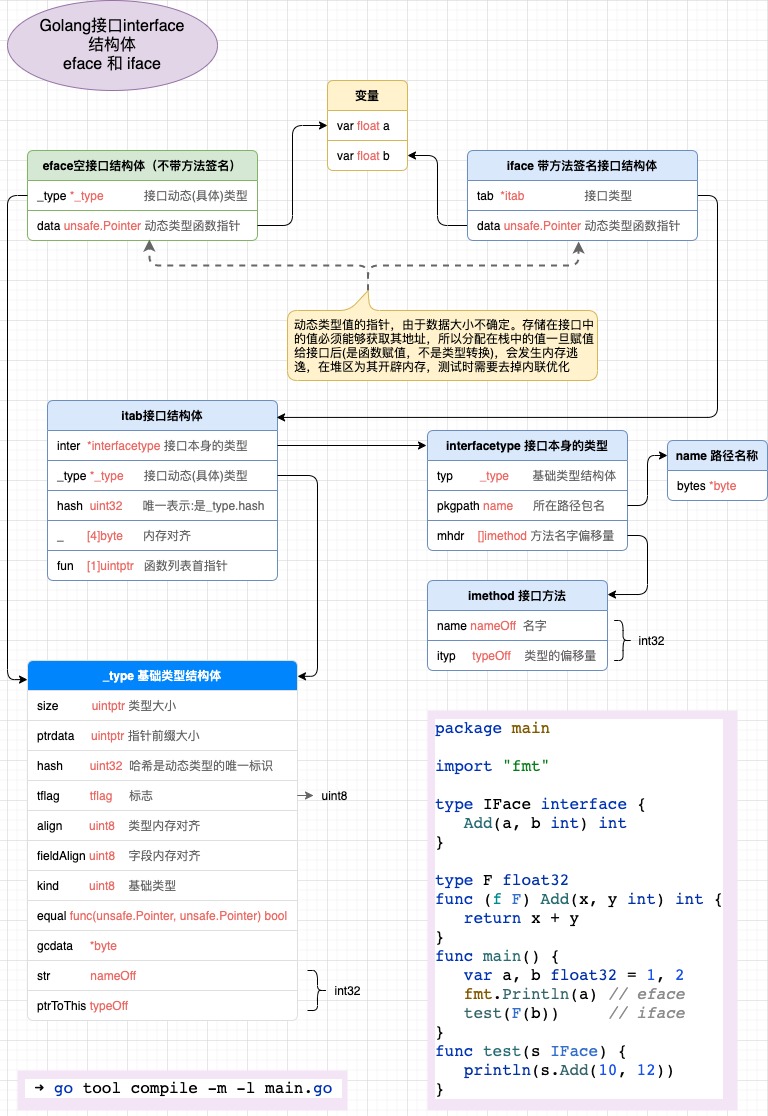 Golang接口interface
结构体
eface 和 iface
变量
var float a
var float b
eface空接口结构体（不带方法签名）
_type *_type 接口动态(具体)类型
data unsafe.Pointer 动态类型函数指针
iface 带方法签名接口结构体
tab *itab 接口类型
data unsafe.Pointer 动态类型函数指针
动态类型值的指针，由于数据大小不确定。存储在接口中
的值必须能够获取其地址，所以分配在栈中的值一旦赋值
给接口后(是函数赋值，不是类型转换)，会发生内存逃
逸，在堆区为其开辟内存，测试时需要去掉内联优化
itab接口结构体
inter *interfacetype 接口本身的类型
_type *_type 接口动态(具体)类型
hash uint32 唯一表示:是_type.hash
_ [4]byte 内存对齐
fun [1]uintptr 函数列表首指针
interfacetype 接口本身的类型
typ _type 基础类型结构体
pkgpath name 所在路径包名
mhdr []imethod 方法名字偏移量
name 路径名称
bytes *byte
imethod 接口方法
name nameOff 名字
ityp typeOff 类型的偏移量
int32
_type 基础类型结构体
size uintptr 类型大小
ptrdata uintptr 指针前缀大小
hash uint32 哈希是动态类型的唯一标识
tflag tflag 标志
uint8
align uint8 类型内存对齐
fieldAlign uint8 字段内存对齐
kind uint8 基础类型
equal func(unsafe.Pointer, unsafe.Pointer) bool
gcdata *byte
str nameOff
ptrToThis typeOff
int32
package main
import "fmt"
type IFace interface {
Add(a, b int) int
}
type F float32
func (f F) Add(x, y int) int {
return x + y
}
func main() {
var a, b float32 = 1, 2
fmt.Println(a) // eface
test(F(b)) // iface
}
func test(s IFace) {
println(s.Add(10, 12))
}
➜ go tool compile -m -l main.go